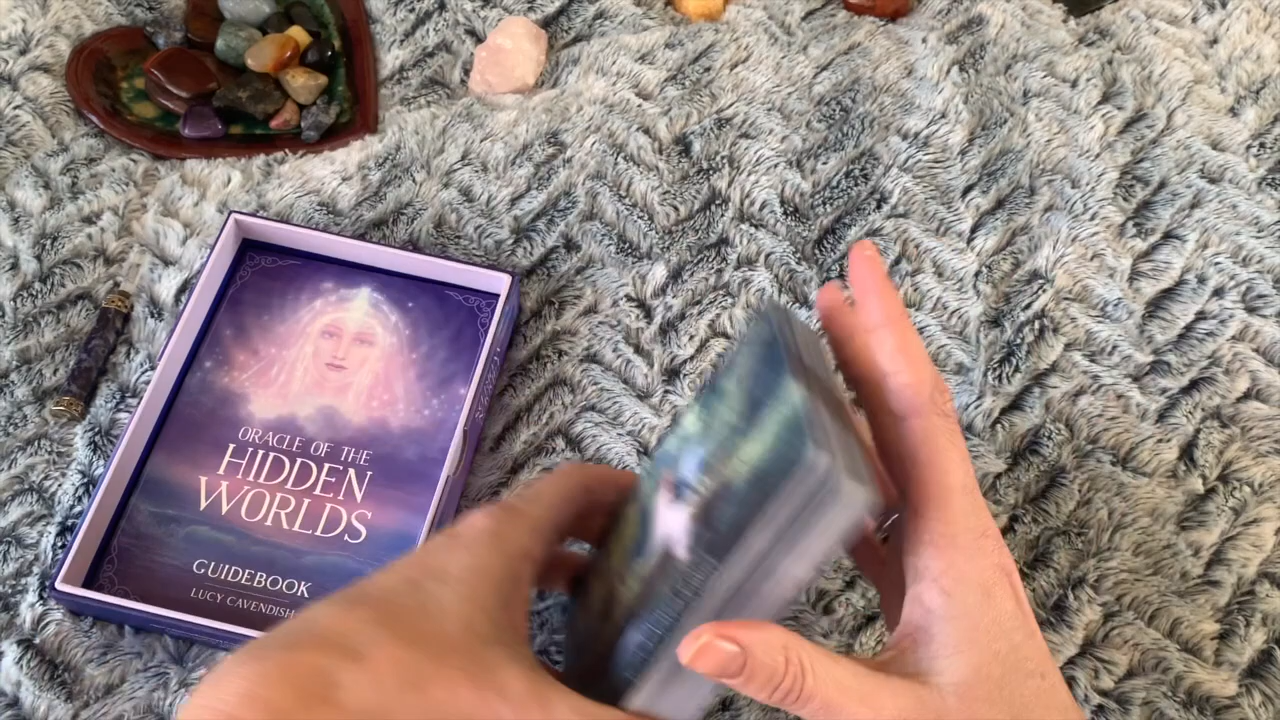 ORACLE OF THE
HIDDEN
WORLDS
GUIDEBOOK
LUCY CAVENDISH